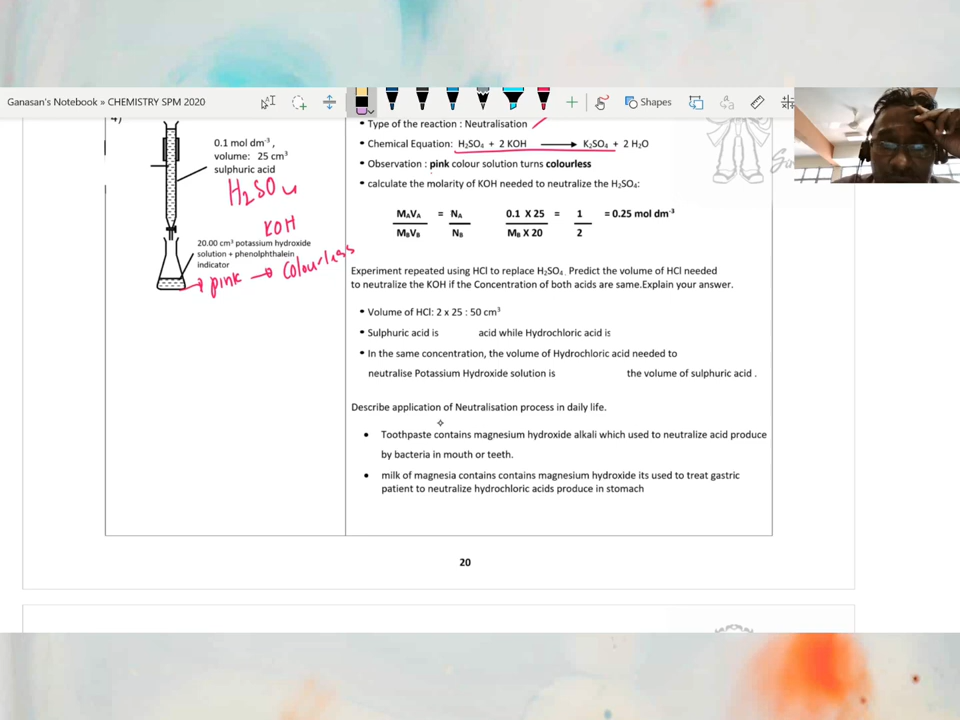 Ganasan's Notebook » CHEMISTRY SPM 2020
Shapes
4)
0.1 mol dm⁻³,
volume: 25 cm³
sulphuric acid
H₂SO₄
KOH
20.00 cm³ potassium hydroxide
solution + phenolphthalein
indicator
→ pink → colourless
• Type of the reaction : Neutralisation
• Chemical Equation: H₂SO₄ + 2 KOH ⟶ K₂SO₄ + 2 H₂O
• Observation : pink colour solution turns colourless
• calculate the molarity of KOH needed to neutralize the H₂SO₄:
MAVA = NA 0.1 X 25 = 1 = 0.25 mol dm⁻³
MBVB NB MB X 20 2
Experiment repeated using HCl to replace H₂SO₄ . Predict the volume of HCl needed
to neutralize the KOH if the Concentration of both acids are same.Explain your answer.
• Volume of HCl: 2 x 25 : 50 cm³
• Sulphuric acid is acid while Hydrochloric acid is
• In the same concentration, the volume of Hydrochloric acid needed to
neutralise Potassium Hydroxide solution is the volume of sulphuric acid .
Describe application of Neutralisation process in daily life.
• Toothpaste contains magnesium hydroxide alkali which used to neutralize acid produce
by bacteria in mouth or teeth.
• milk of magnesia contains contains magnesium hydroxide its used to treat gastric
patient to neutralize hydrochloric acids produce in stomach
20